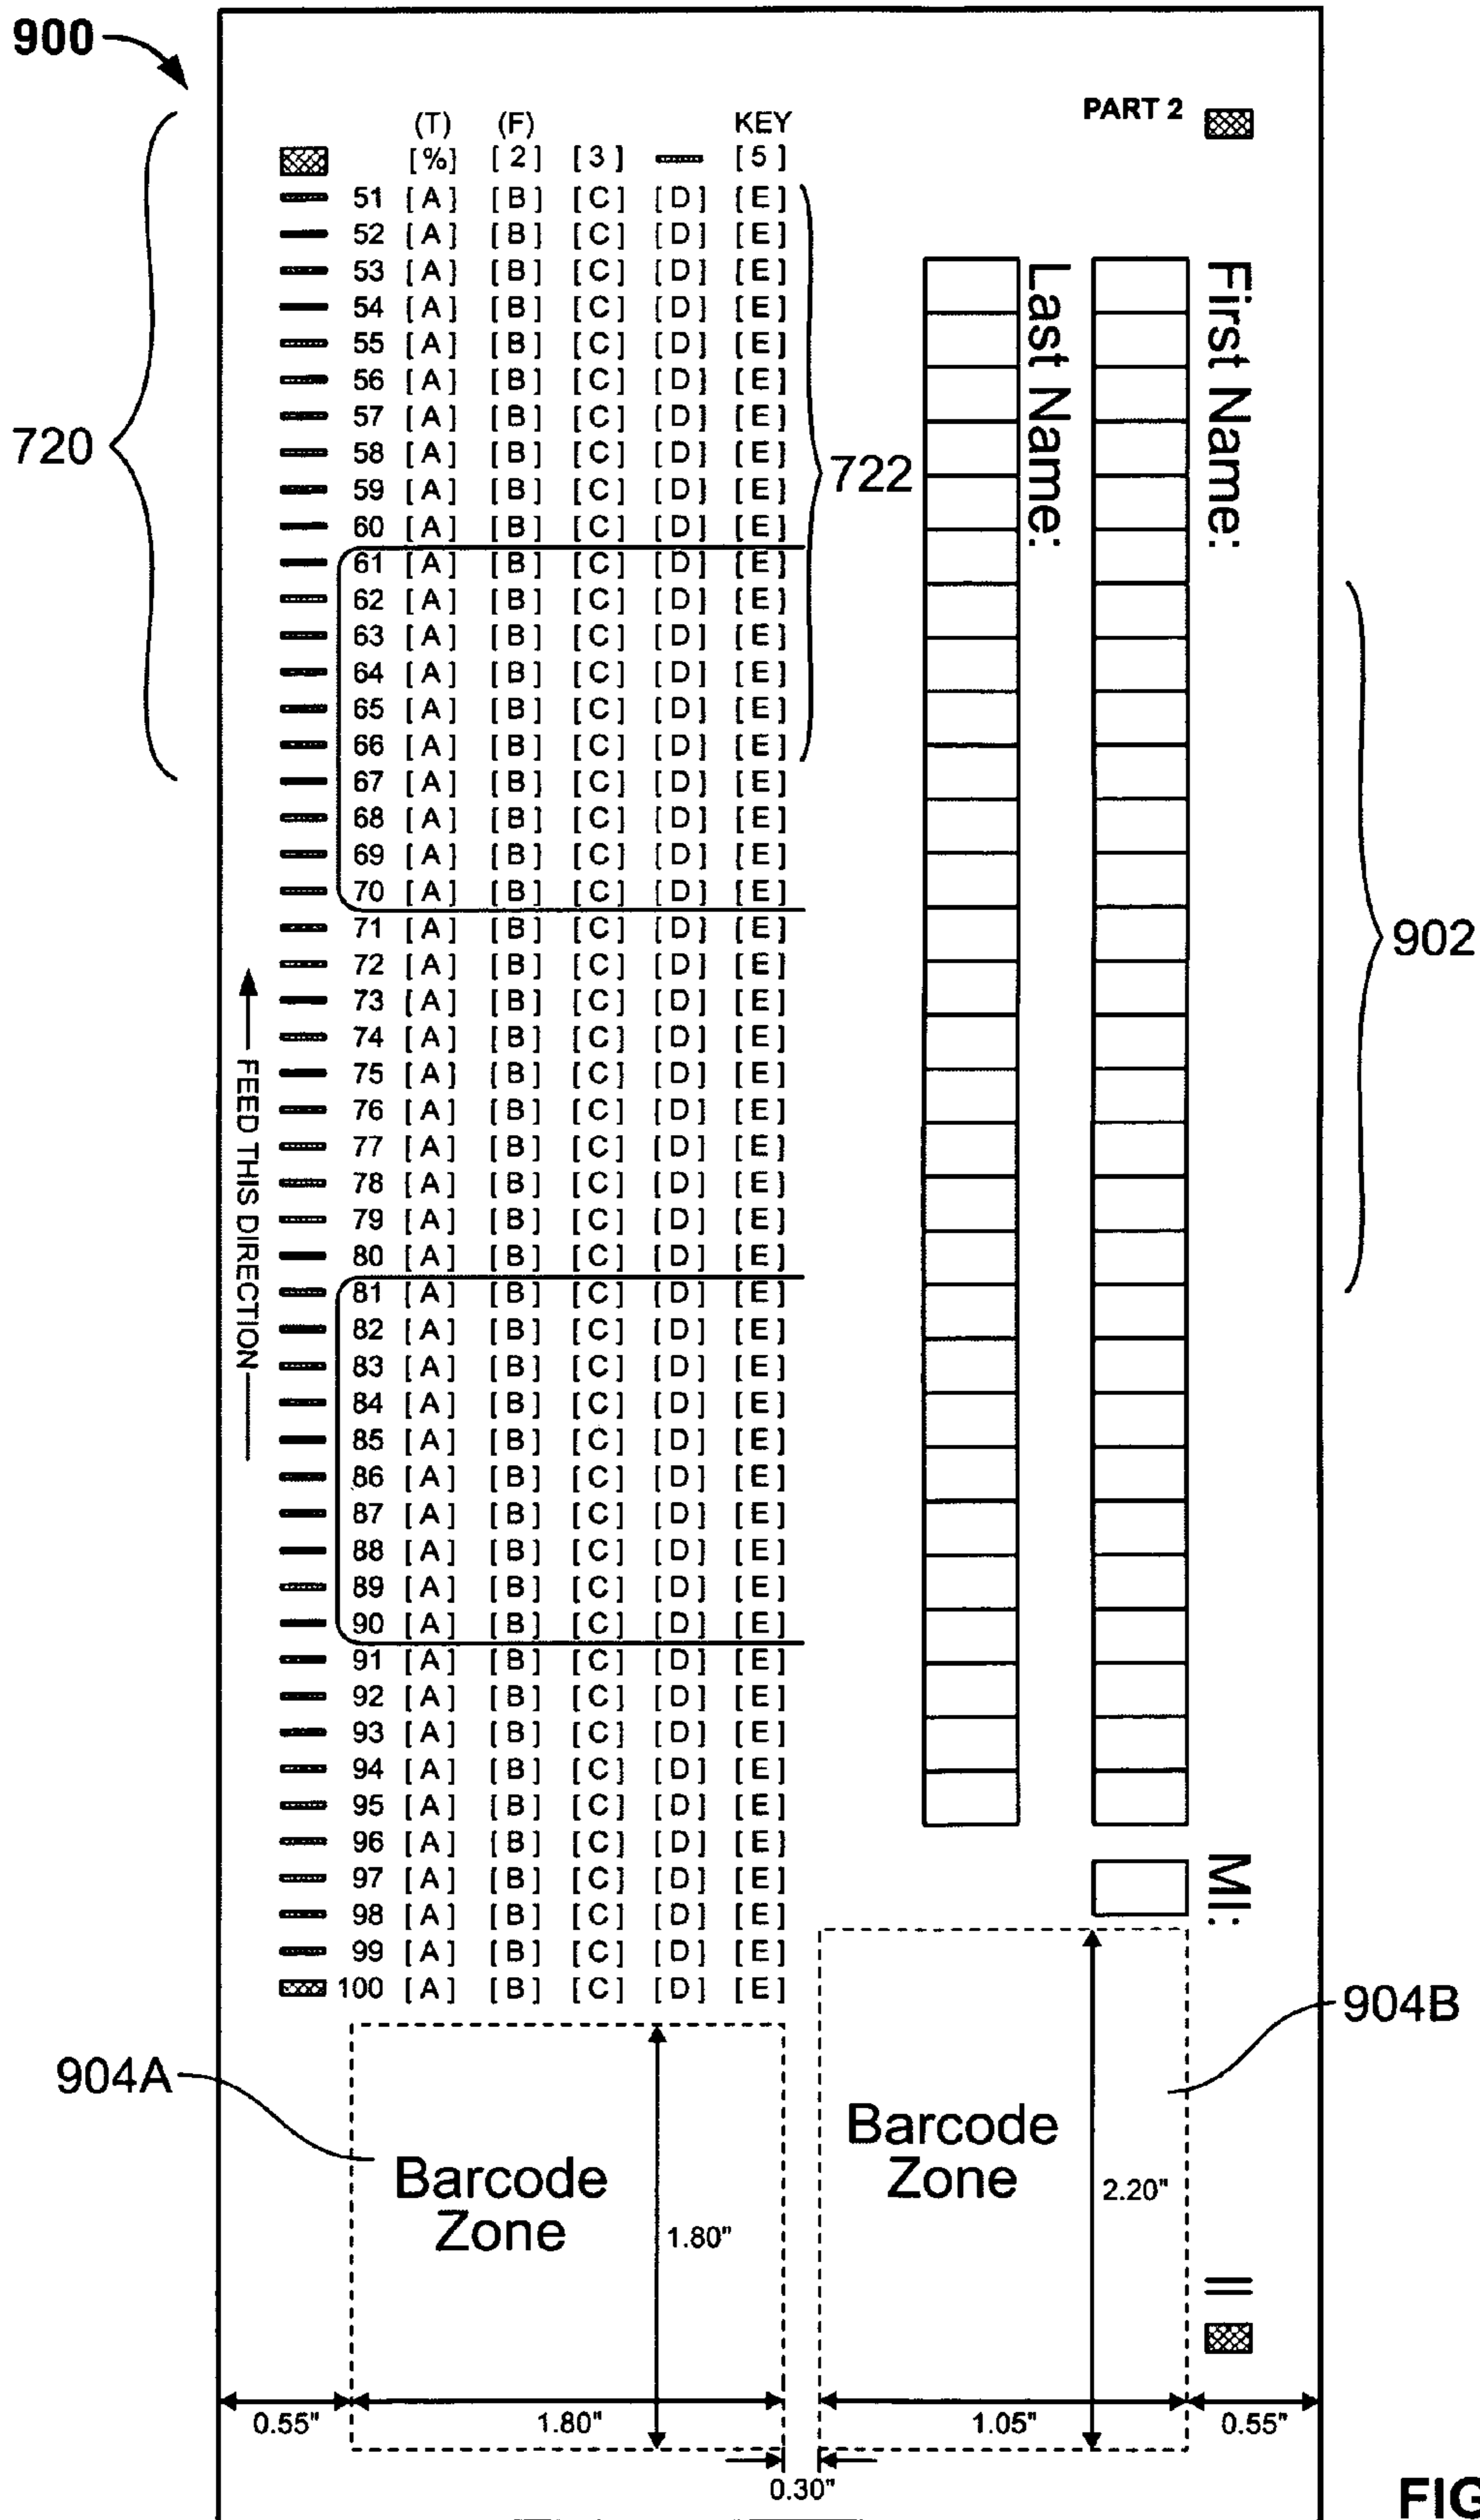 900
PART 2
(T) (F) KEY
[%] [2] [3] [5]
51 [A] [B] [C] [D] [E]
52 [A] [B] [C] [D] [E]
53 [A] [B] [C] [D] [E]
54 [A] [B] [C] [D] [E]
55 [A] [B] [C] [D] [E]
56 [A] [B] [C] [D] [E]
57 [A] [B] [C] [D] [E]
58 [A] [B] [C] [D] [E]
59 [A] [B] [C] [D] [E]
60 [A] [B] [C] [D] [E]
61 [A] [B] [C] [D] [E]
62 [A] [B] [C] [D] [E]
63 [A] [B] [C] [D] [E]
64 [A] [B] [C] [D] [E]
65 [A] [B] [C] [D] [E]
66 [A] [B] [C] [D] [E]
67 [A] [B] [C] [D] [E]
68 [A] [B] [C] [D] [E]
69 [A] [B] [C] [D] [E]
70 [A] [B] [C] [D] [E]
71 [A] [B] [C] [D] [E]
72 [A] [B] [C] [D] [E]
73 [A] [B] [C] [D] [E]
74 [A] [B] [C] [D] [E]
75 [A] [B] [C] [D] [E]
76 [A] [B] [C] [D] [E]
77 [A] [B] [C] [D] [E]
78 [A] [B] [C] [D] [E]
79 [A] [B] [C] [D] [E]
80 [A] [B] [C] [D] [E]
81 [A] [B] [C] [D] [E]
82 [A] [B] [C] [D] [E]
83 [A] [B] [C] [D] [E]
84 [A] [B] [C] [D] [E]
85 [A] [B] [C] [D] [E]
86 [A] [B] [C] [D] [E]
87 [A] [B] [C] [D] [E]
88 [A] [B] [C] [D] [E]
89 [A] [B] [C] [D] [E]
90 [A] [B] [C] [D] [E]
91 [A] [B] [C] [D] [E]
92 [A] [B] [C] [D] [E]
93 [A] [B] [C] [D] [E]
94 [A] [B] [C] [D] [E]
95 [A] [B] [C] [D] [E]
96 [A] [B] [C] [D] [E]
97 [A] [B] [C] [D] [E]
98 [A] [B] [C] [D] [E]
99 [A] [B] [C] [D] [E]
100 [A] [B] [C] [D] [E]
720
722
FEED THIS DIRECTION
First Name:
Last Name:
MI:
902
904B
904A
Barcode
Zone
1.80"
Barcode
Zone
2.20"
0.55"
1.80"
1.05"
0.55"
0.30"
FIG